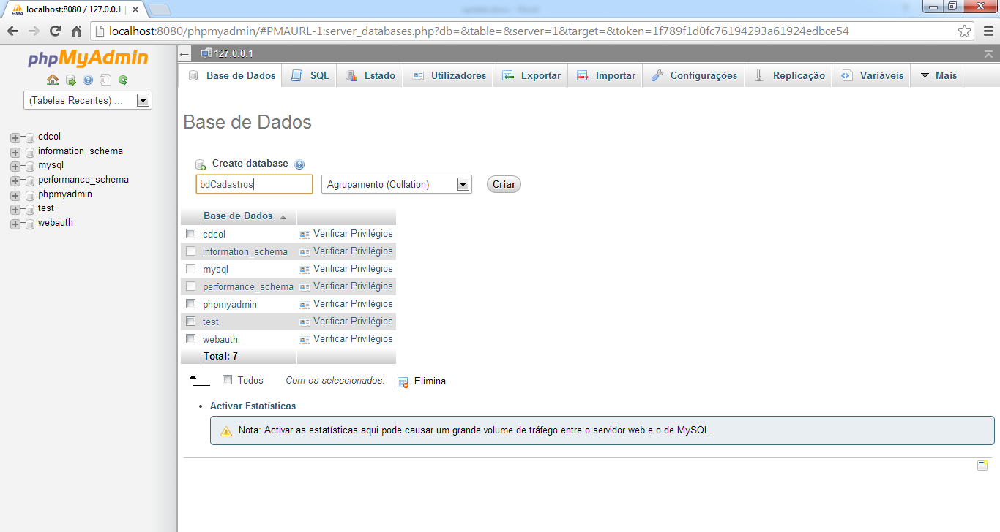 localhost:8080 / 127.0.0.1 |
localhost:8080/phpmyadmin/#PMAURL-1:server_databases.php?db=&table=&server=1&target=&token=1f789f1d0fc76194293a61924edbce54
phpMyAdmin
(Tabelas Recentes) ...
cdcol
information_schema
mysql
performance_schema
phpmyadmin
test
webauth
127.0.0.1
Base de Dados SQL Estado Utilizadores Exportar Importar Configurações Replicação Variáveis Mais
Base de Dados
Create database
bdCadastros Agrupamento (Collation) Criar
Base de Dados
cdcol Verificar Privilégios
information_schema Verificar Privilégios
mysql Verificar Privilégios
performance_schema Verificar Privilégios
phpmyadmin Verificar Privilégios
test Verificar Privilégios
webauth Verificar Privilégios
Total: 7
Todos Com os seleccionados: Elimina
Activar Estatísticas
Nota: Activar as estatísticas aqui pode causar um grande volume de tráfego entre o servidor web e o de MySQL.